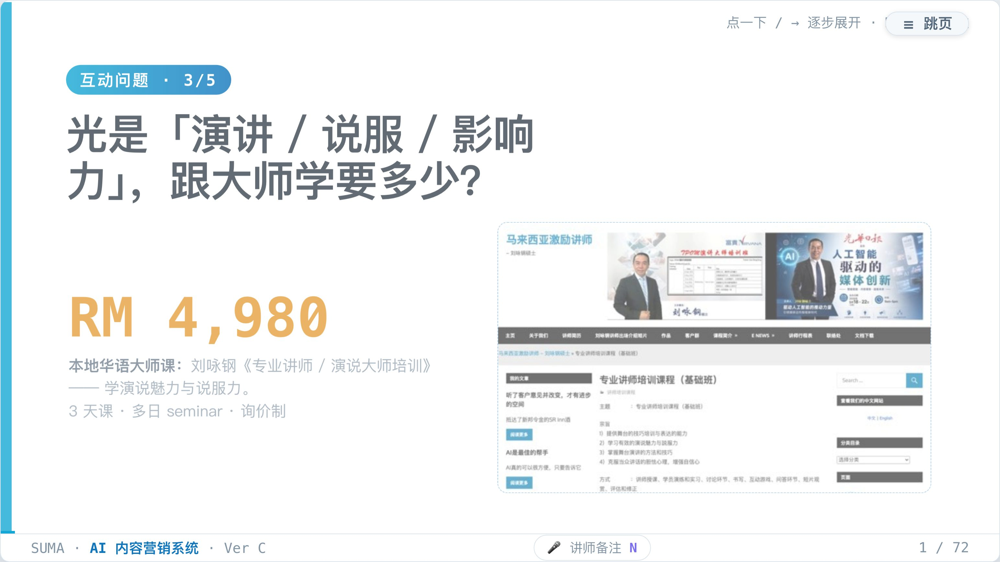 点一下 / → 逐步展开 ·
≡ 跳页
互动问题 · 3/5
光是「演讲 / 说服 / 影响
力」，跟大师学要多少？
RM 4,980
本地华语大师课：刘咏钢《专业讲师 / 演说大师培训》
—— 学演说魅力与说服力。
3 天课 · 多日 seminar · 询价制
马来西亚激励讲师
– 刘咏钢硕士
富貴 NIRVANA
7POM演讲大师培训班
刘咏钢硕士
光華日報
AI
人工智能
驱动的
媒体创新
18 - 22
驱动人工智能的推动力量
主页 关于我们 讲师简历 刘咏钢讲师出场介绍短片 作品 客户群 课程简介 » E NEWS » 讲师行程表 联络处 文档下载
马来西亚激励讲师 – 刘咏钢硕士 » 专业讲师培训课程（基础班）
我的文章
听了客户意见并改变，才有进步
的空间
抵达了新邦令金的SR Inn酒
阅读更多
AI是最佳的帮手
AI真的可以很方便，只要告诉它
阅读更多
专业讲师培训课程（基础班）
讲师培训课程
主题 ：专业讲师培训课程（基础班）
宗旨
1）提供舞台的技巧培训与表达的能力
2）学习有效的演说魅力与説服力
3）掌握舞台演讲的方法和技巧
4）克服当众讲话的胆怯心理，增强自信心
方式 ：讲师授课、学员演练和实习、讨论环节、书写、互动游戏、问答环节、短片观
赏、评估和修正
Search ...
查看我们的中文网站
中文 | English
分类目录
选择分类
页面
SUMA · AI 内容营销系统 · Ver C
🎤 讲师备注 N
1 / 72